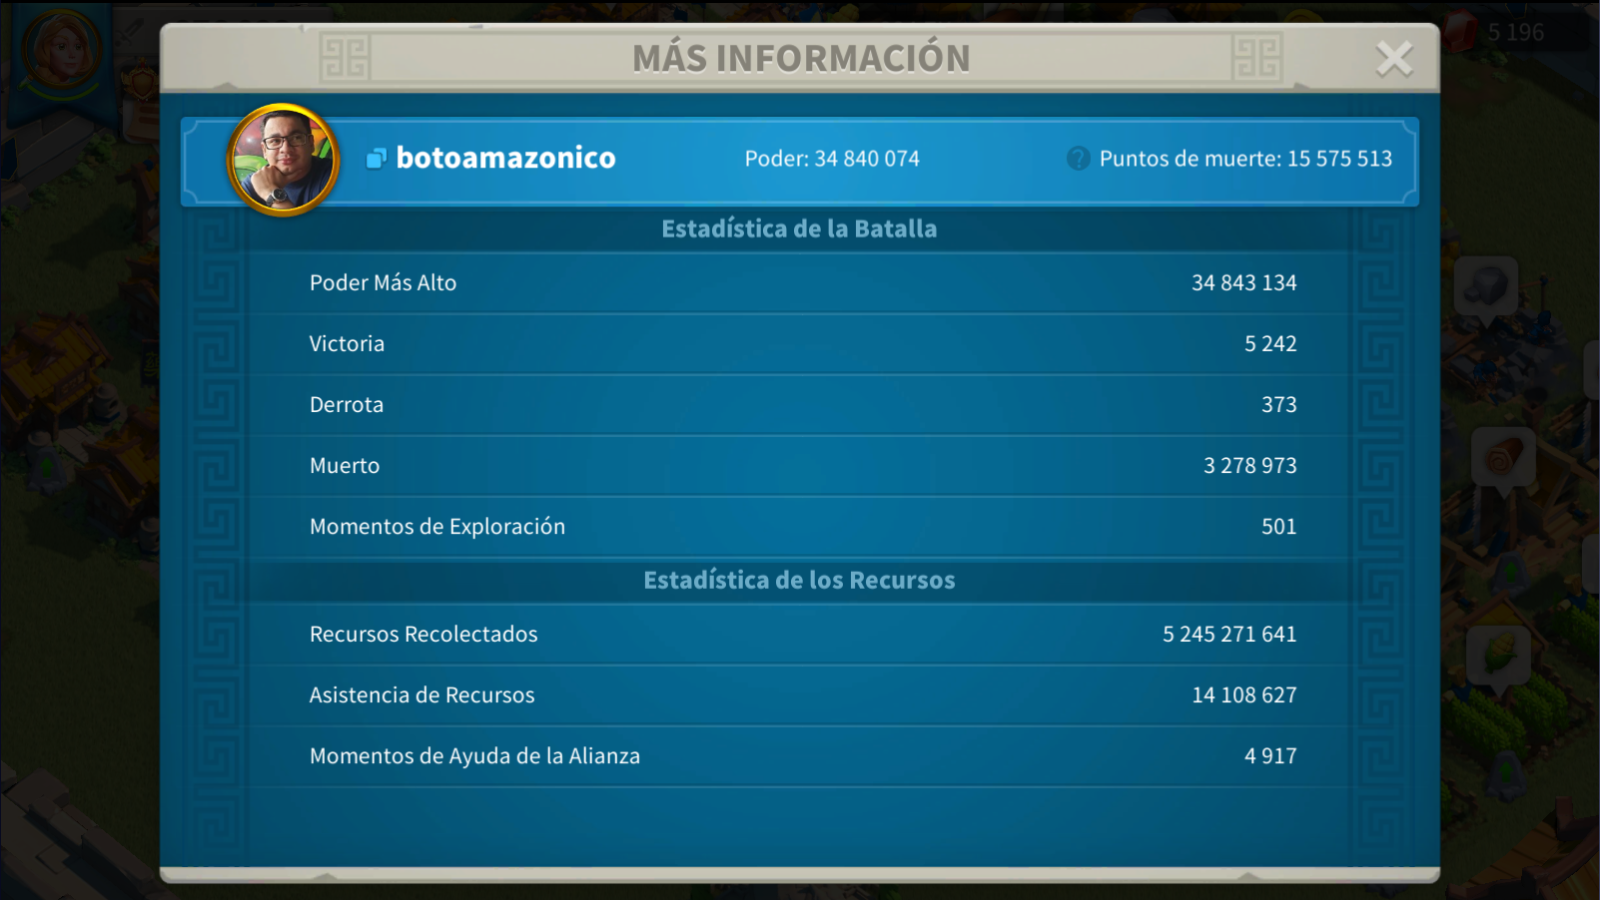 5 196
MÁS INFORMACIÓN
botoamazonico Poder: 34 840 074 ? Puntos de muerte: 15 575 513
Estadística de la Batalla
Poder Más Alto 34 843 134
Victoria 5 242
Derrota 373
Muerto 3 278 973
Momentos de Exploración 501
Estadística de los Recursos
Recursos Recolectados 5 245 271 641
Asistencia de Recursos 14 108 627
Momentos de Ayuda de la Alianza 4 917